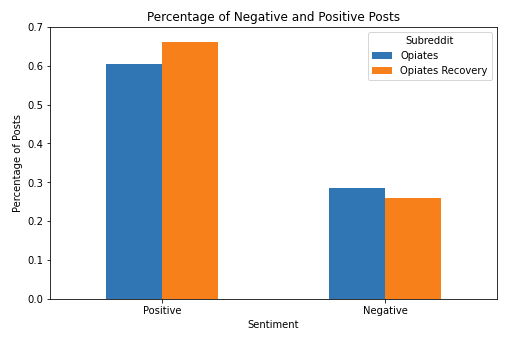 Percentage of Negative and Positive Posts
Subreddit
Opiates
Opiates Recovery
Percentage of Posts
0.7
0.6
0.5
0.4
0.3
0.2
0.1
0.0
Positive
Negative
Sentiment